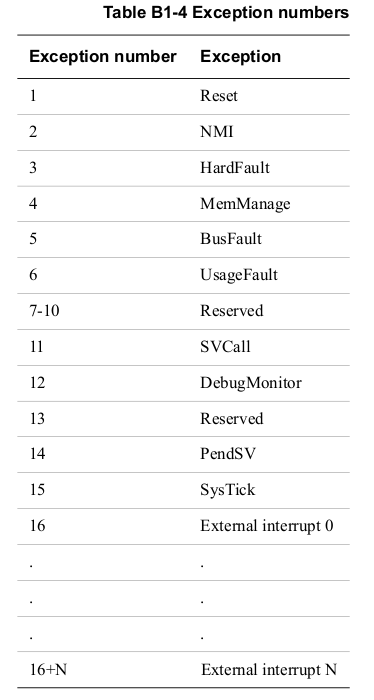 Table B1-4 Exception numbers
Exception number Exception
1 Reset
2 NMI
3 HardFault
4 MemManage
5 BusFault
6 UsageFault
7-10 Reserved
11 SVCall
12 DebugMonitor
13 Reserved
14 PendSV
15 SysTick
16 External interrupt 0
. .
. .
. .
16+N External interrupt N